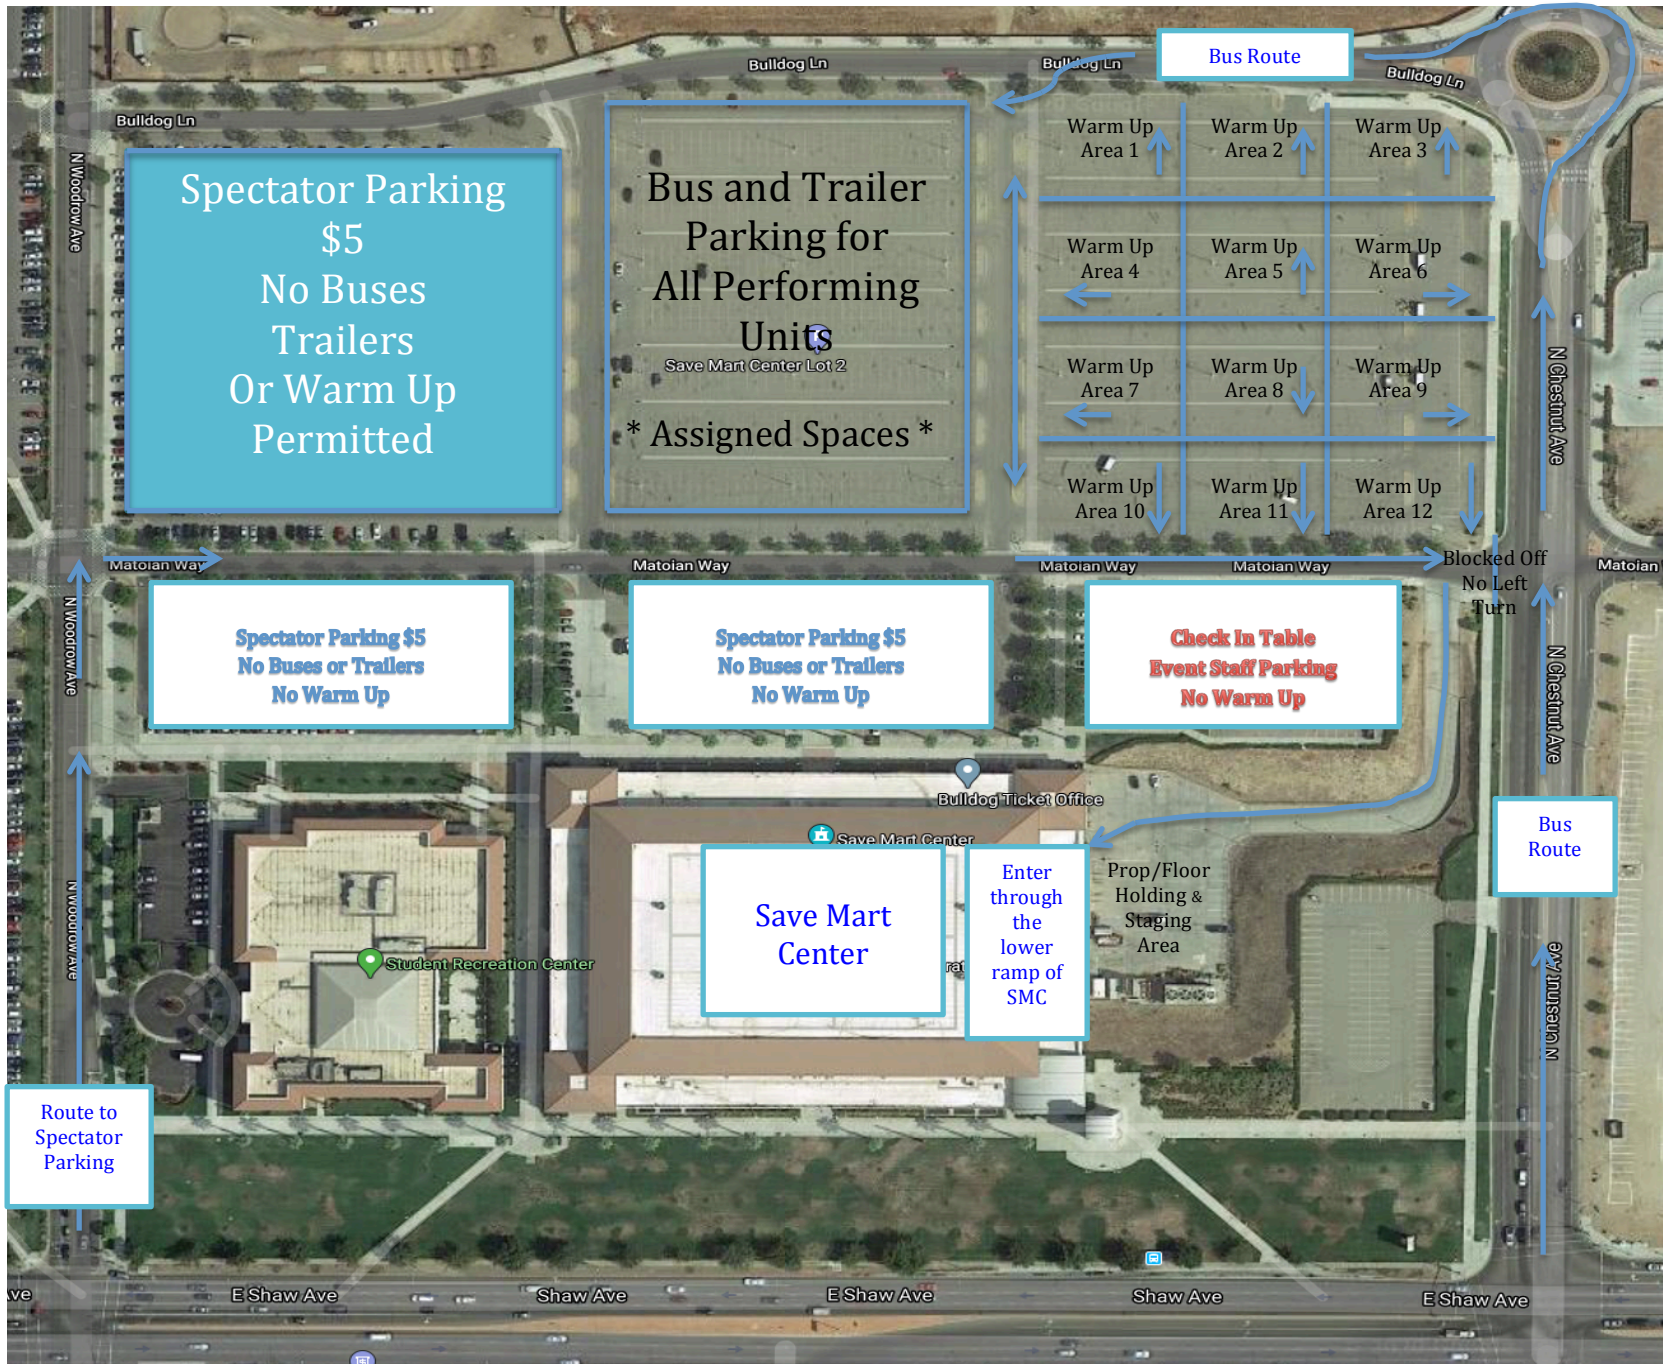 Bus Route
Bulldog Ln
Bulldog Ln
Bulldog Ln
Bulldog Ln
N Woodrow Ave
Spectator Parking
$5
No Buses
Trailers
Or Warm Up
Permitted
Bus and Trailer
Parking for
All Performing
Units
Save Mart Center Lot 2
* Assigned Spaces *
Warm Up
Area 1
Warm Up
Area 2
Warm Up
Area 3
Warm Up
Area 4
Warm Up
Area 5
Warm Up
Area 6
Warm Up
Area 7
Warm Up
Area 8
Warm Up
Area 9
Warm Up
Area 10
Warm Up
Area 11
Warm Up
Area 12
N Chestnut Ave
Matoian Way
Matoian Way
Matoian Way
Matoian Way
Matoian
Blocked Off
No Left
Turn
N Woodrow Ave
Spectator Parking $5
No Buses or Trailers
No Warm Up
Spectator Parking $5
No Buses or Trailers
No Warm Up
Check In Table
Event Staff Parking
No Warm Up
N Chestnut Ave
Bulldog Ticket Office
Save Mart Center
Save Mart
Center
Enter
through
the
lower
ramp of
SMC
Prop/Floor
Holding &
Staging
Area
Bus
Route
N Woodrow Ave
Student Recreation Center
N Chestnut Ave
Route to
Spectator
Parking
Ave
E Shaw Ave
Shaw Ave
E Shaw Ave
Shaw Ave
E Shaw Ave